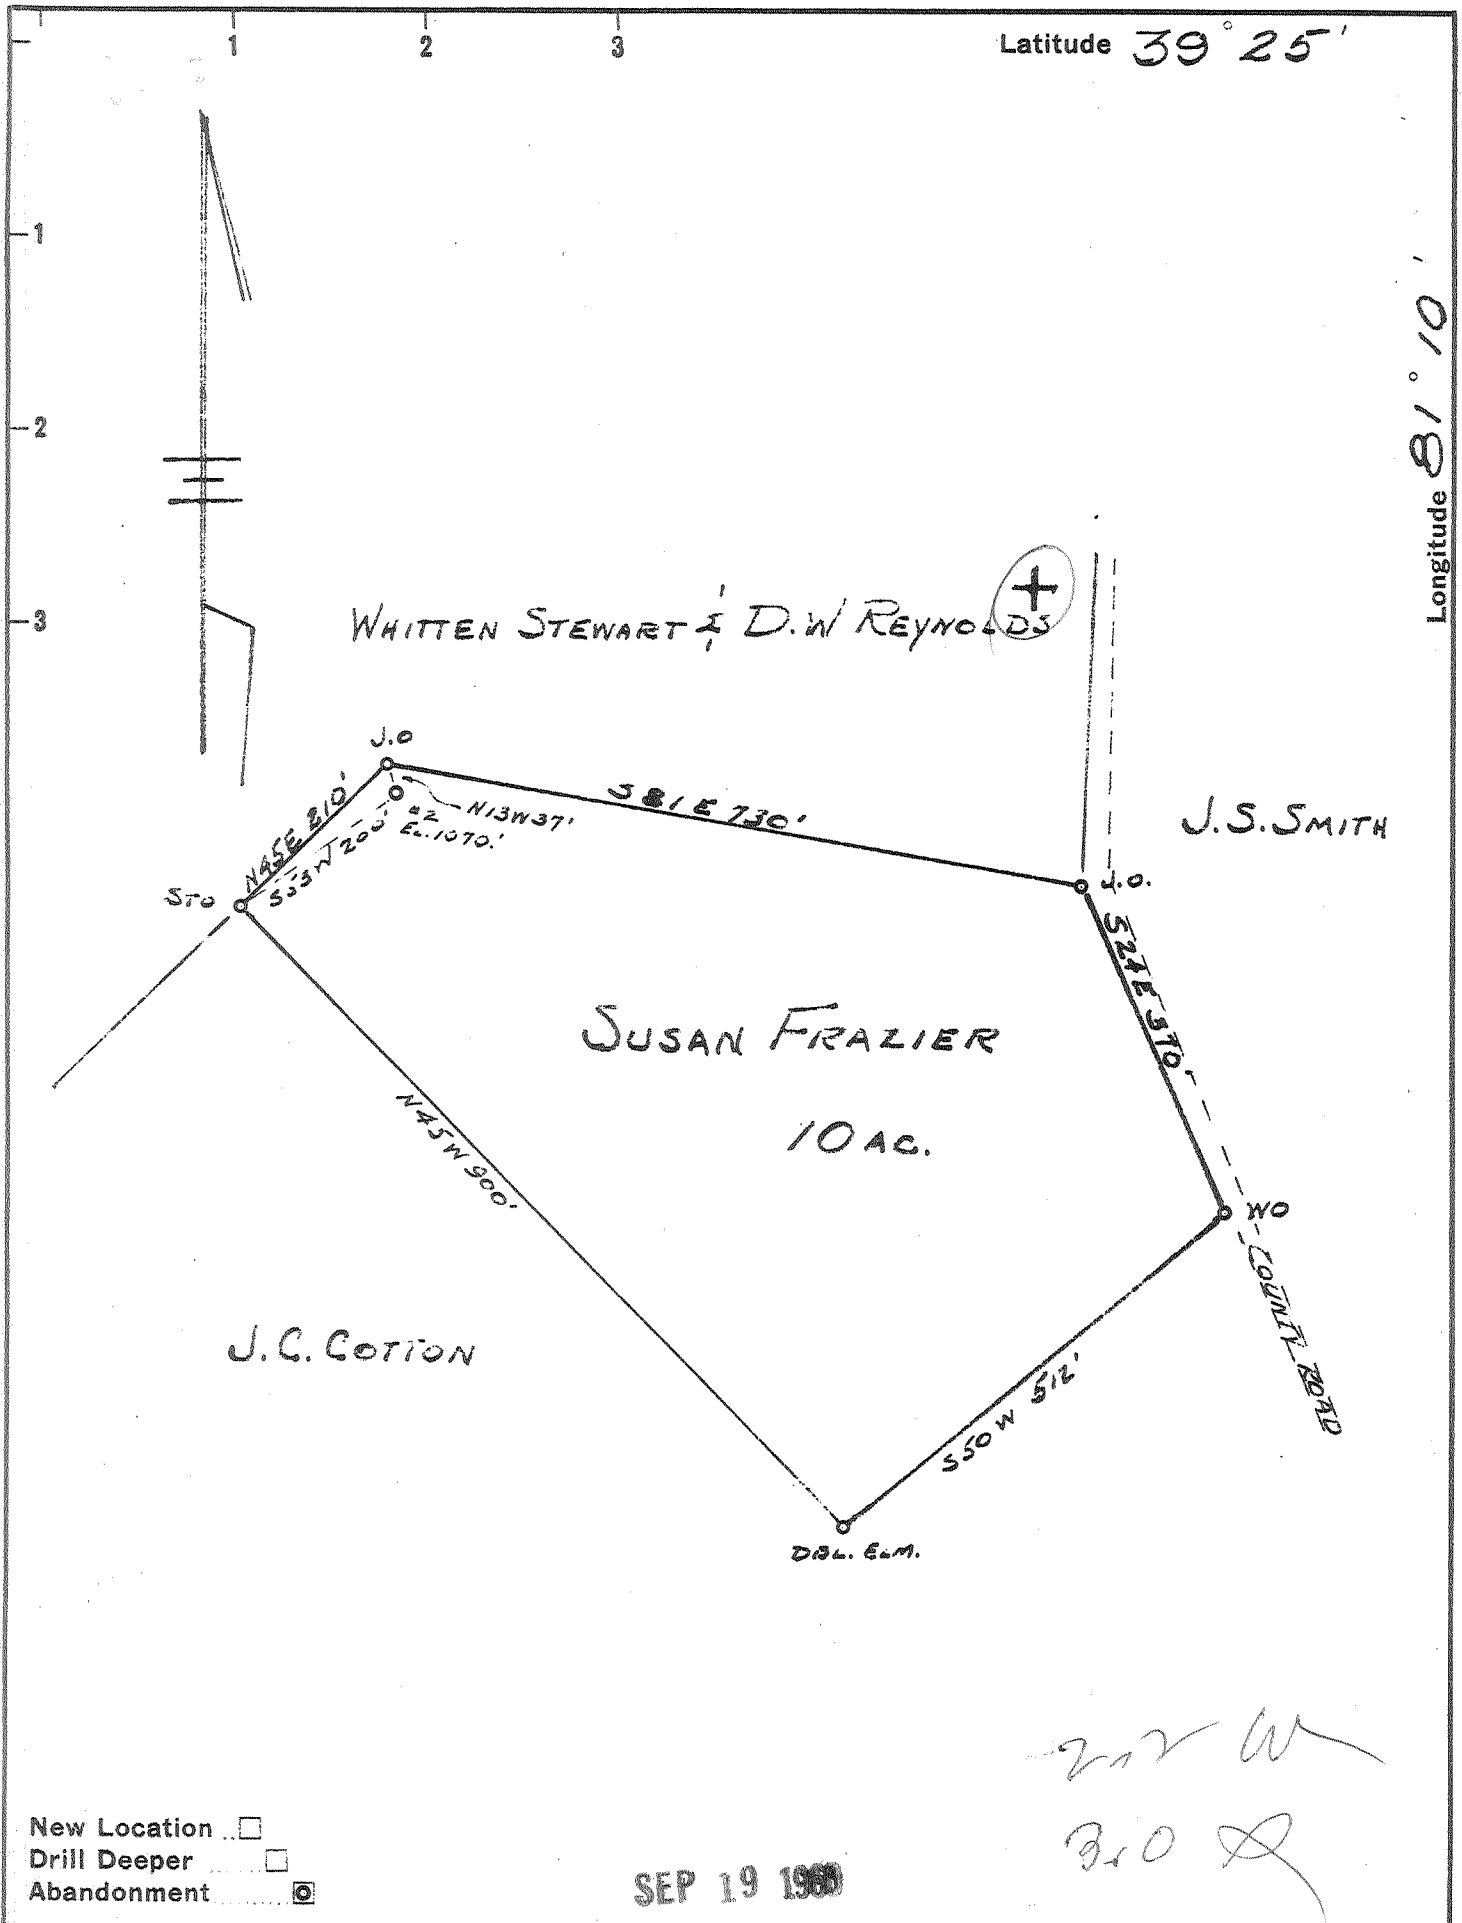 1 2 3 Latitude 39° 25'
1
2
3
Longitude 81° 10'
WHITTEN STEWART & D.W REYNOLDS
J.O
N45E 210'
S53W 200'
#2
EL. 1070.'
N13W37'
S81E 730'
J.S. SMITH
STO
J.O.
S24E 370'
SUSAN FRAZIER
10 AC.
N45W 900'
WO
COUNTY ROAD
J.C. COTTON
S50W 512'
DBL. ELM.
New Location
Drill Deeper
Abandonment
SEP 19